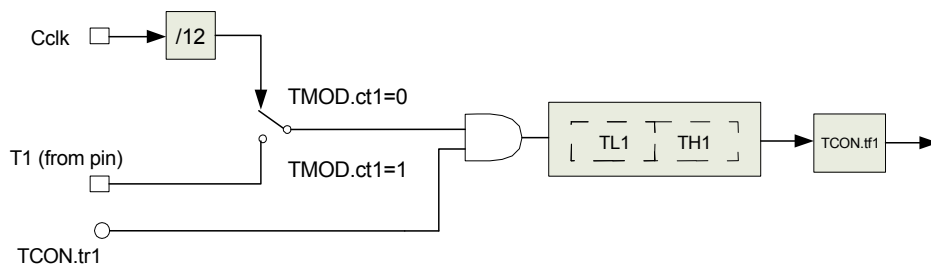 Cclk
/12
TMOD.ct1=0
TL1
TH1
TCON.tf1
T1 (from pin)
TMOD.ct1=1
TCON.tr1